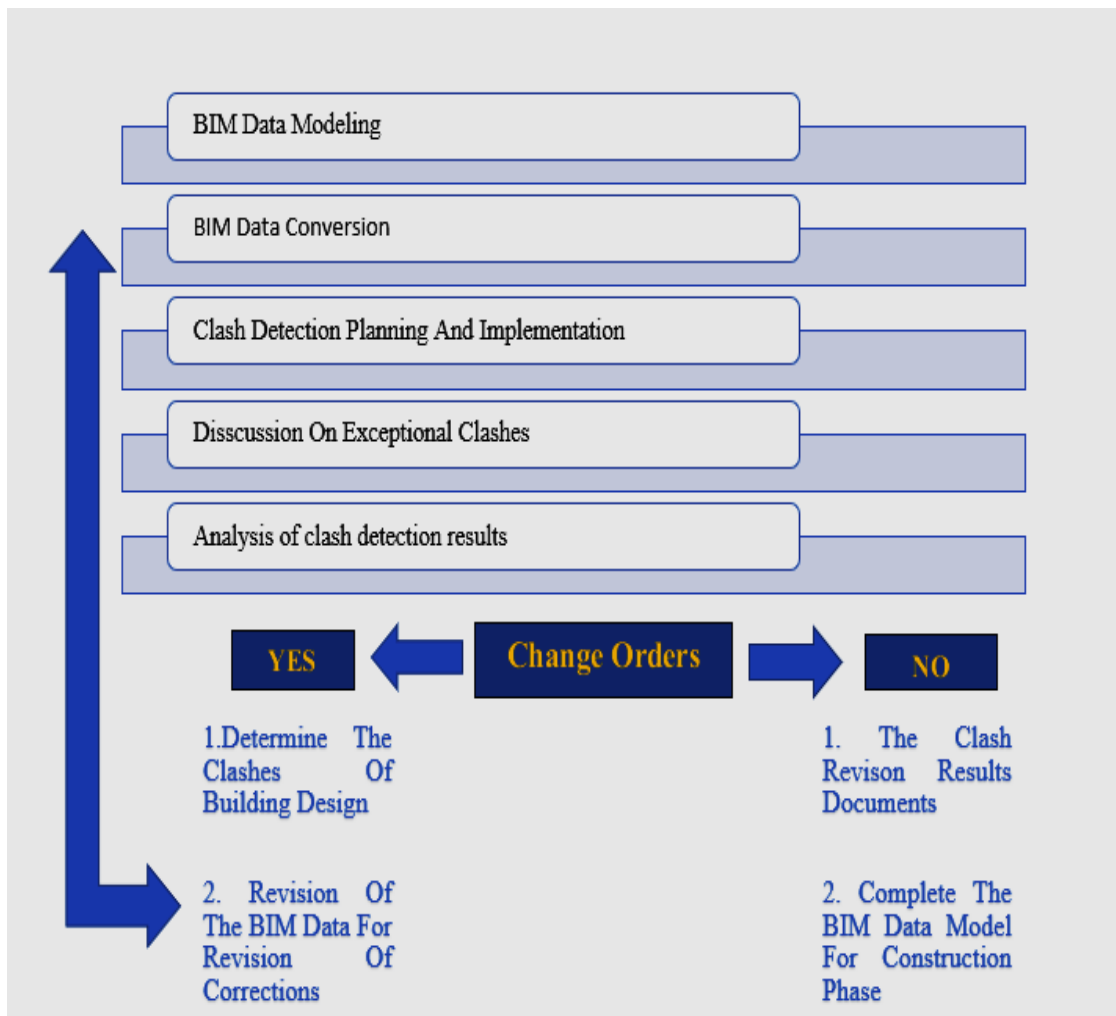 BIM Data Modeling
BIM Data Conversion
Clash Detection Planning And Implementation
Disscussion On Exceptional Clashes
Analysis of clash detection results
YES
Change Orders
NO
1.Determine The
Clashes Of
Building Design
2. Revision Of
The BIM Data For
Revision Of
Corrections
1. The Clash
Revison Results
Documents
2. Complete The
BIM Data Model
For Construction
Phase